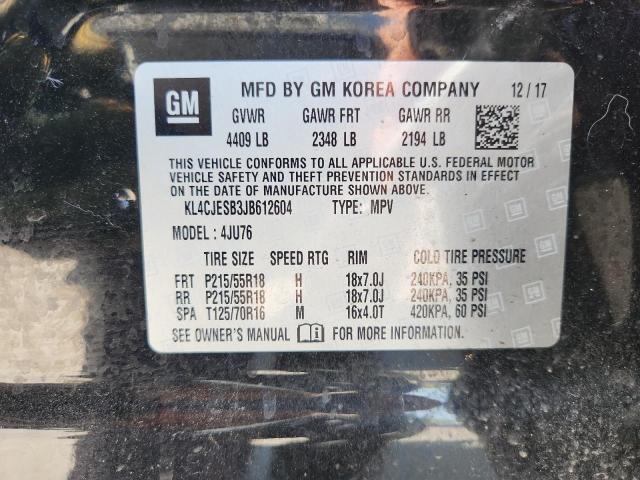 GM MFD BY GM KOREA COMPANY 12/17
GVWR GAWR FRT GAWR RR
4409 LB 2348 LB 2194 LB
THIS VEHICLE CONFORMS TO ALL APPLICABLE U.S. FEDERAL MOTOR
VEHICLE SAFETY AND THEFT PREVENTION STANDARDS IN EFFECT
ON THE DATE OF MANUFACTURE SHOWN ABOVE.
KL4CJESB3JB612604 TYPE: MPV
MODEL: 4JU76
TIRE SIZE SPEED RTG RIM COLD TIRE PRESSURE
FRT P215/55R18 H 18x7.0J 240KPA, 35 PSI
RR P215/55R18 H 18x7.0J 240KPA, 35 PSI
SPA T125/70R16 M 16x4.0T 420KPA, 60 PSI
SEE OWNER'S MANUAL FOR MORE INFORMATION.